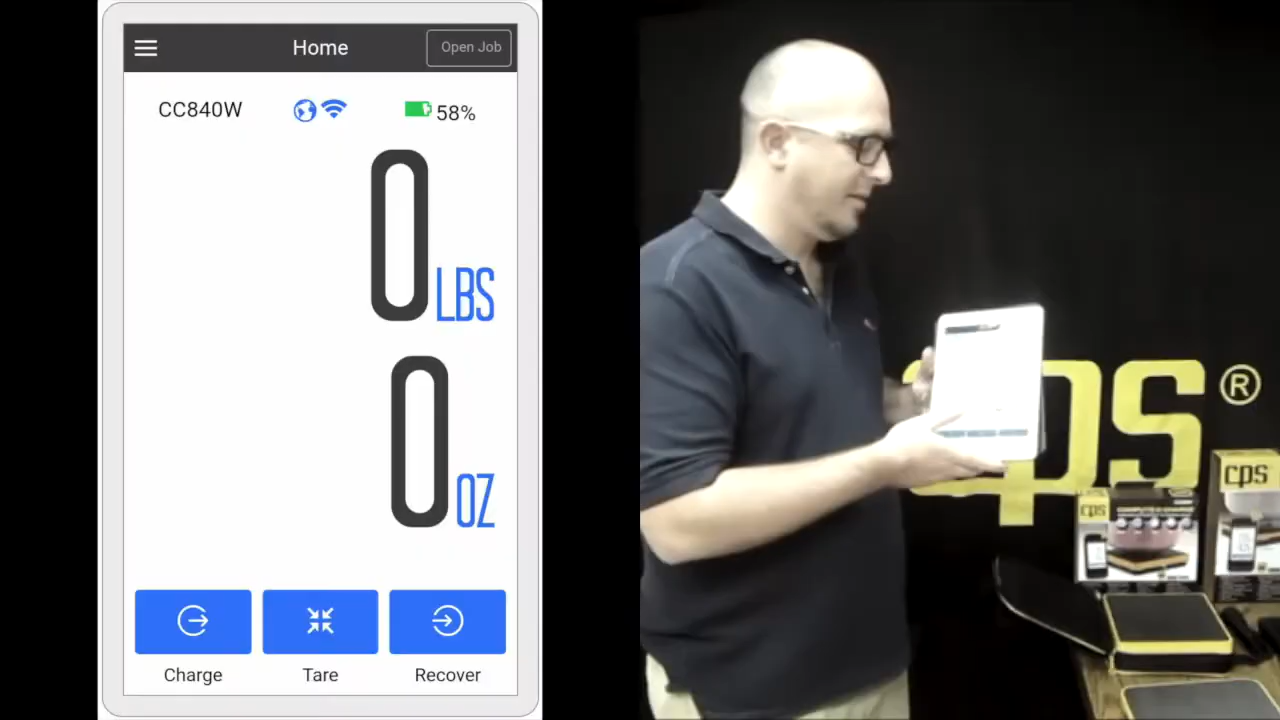 Home
Open Job
CC840W
58%
0 LBS
0 OZ
Charge
Tare
Recover
cps®
cps
cps